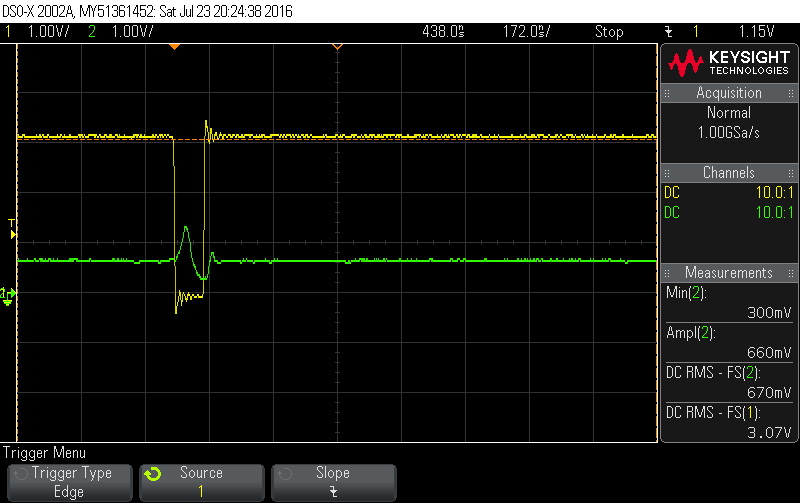 DSO-X 2002A, MY51361452: Sat Jul 23 20:24:38 2016
1 1.00V/ 2 1.00V/ 438.0ns 172.0ns/ Stop 1 1.15V
KEYSIGHT
TECHNOLOGIES
Acquisition
Normal
1.00GSa/s
Channels
DC 10.0:1
DC 10.0:1
Measurements
Min(2):
300mV
Ampl(2):
660mV
DC RMS - FS(2):
670mV
DC RMS - FS(1):
3.07V
T
Trigger Menu
Trigger Type
Edge
Source
1
Slope